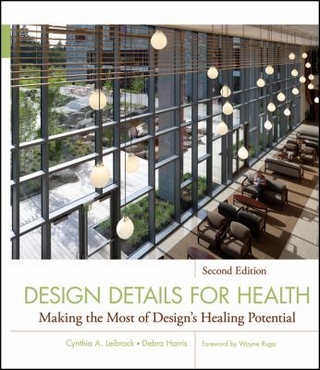 Second Edition
DESIGN DETAILS FOR HEALTH
Making the Most of Design's Healing Potential
Cynthia A. Leibrock • Debra Harris Foreword by Wayne Ruga